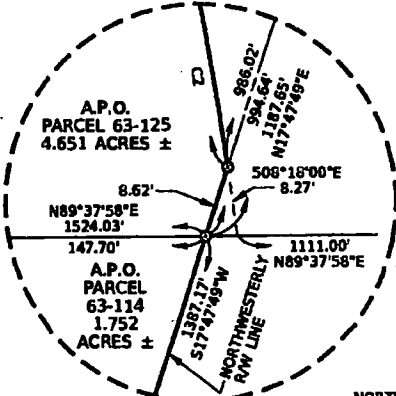 C2
986.02'
994.64'
1187.65'
N17°47'49"E
A.P.O.
PARCEL 63-125
4.651 ACRES ±
8.62'
S08°18'00"E
8.27'
N89°37'58"E
1524.03'
147.70'
1111.00'
N89°37'58"E
A.P.O.
PARCEL
63-114
1.752
ACRES ±
1387.17'
S17°47'49"W
NORTHWESTERLY
R/W LINE